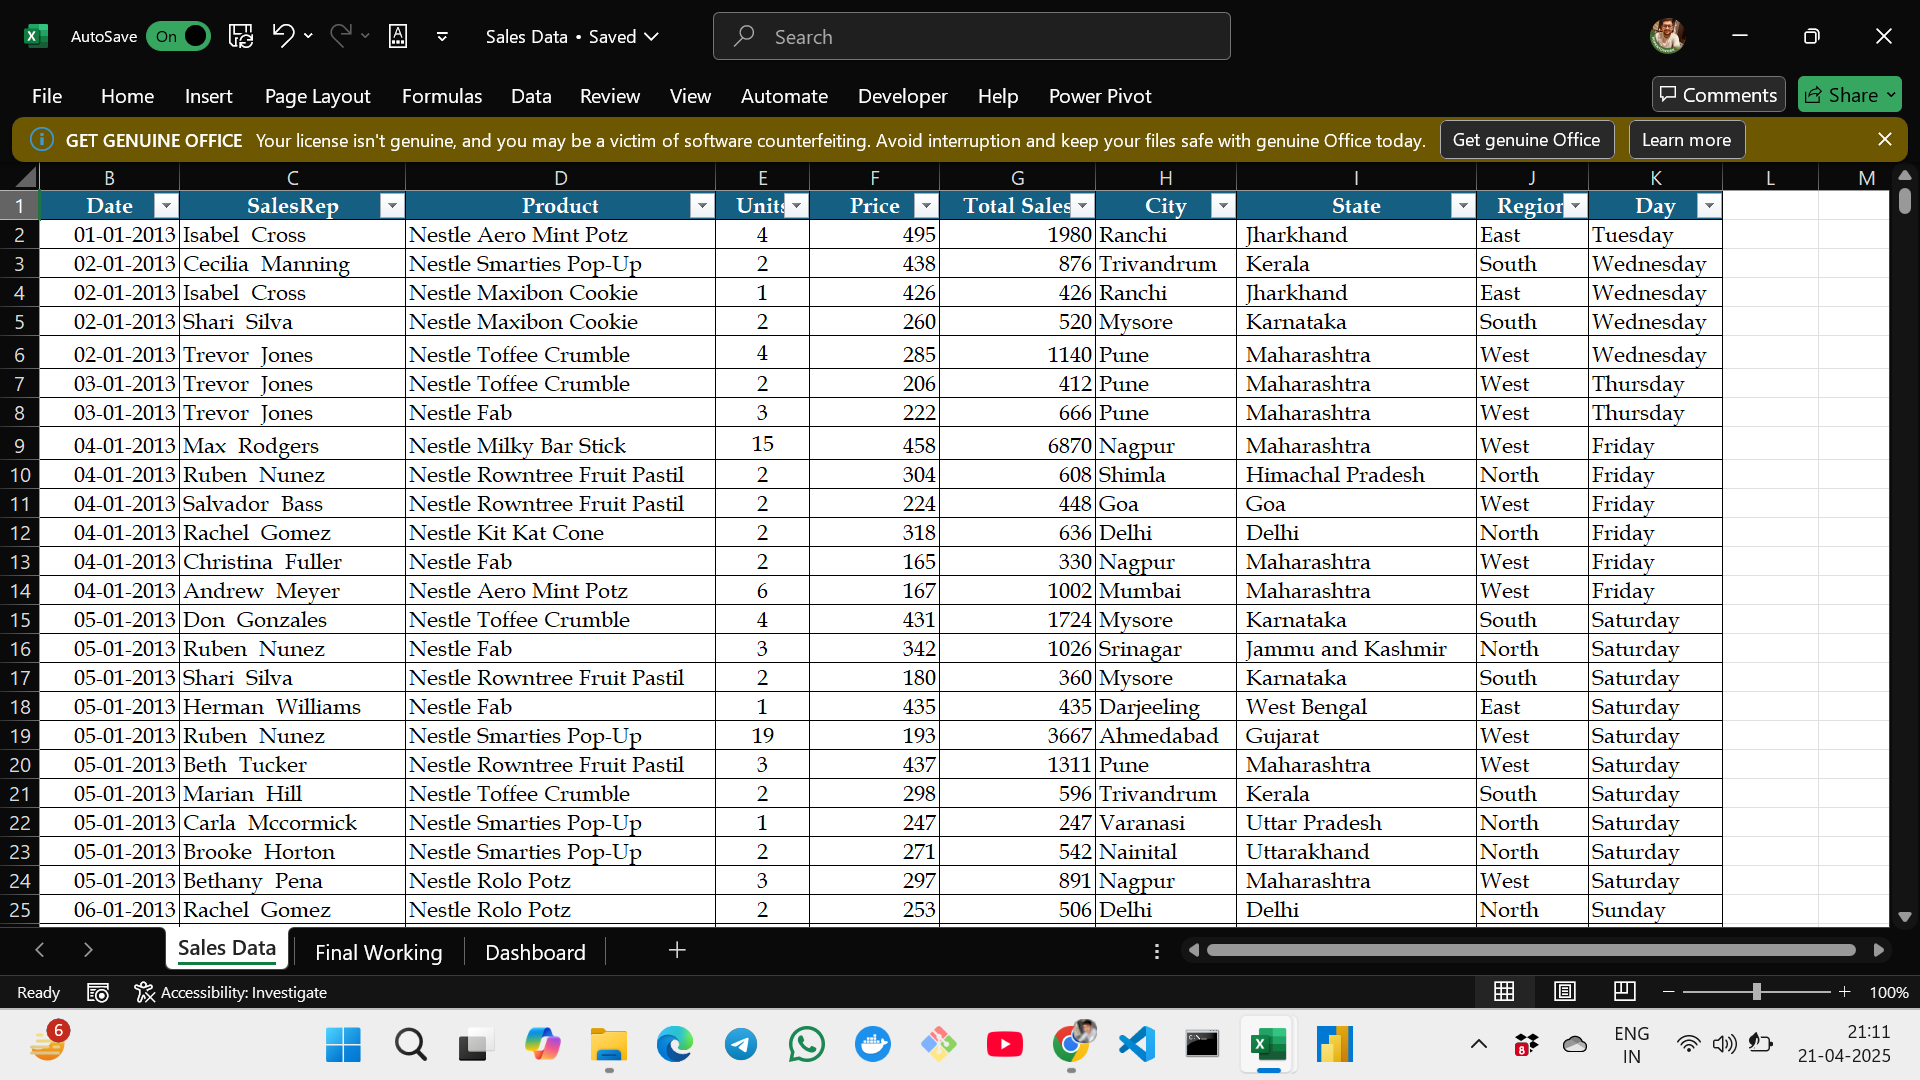 AutoSave On Sales Data • Saved Search
File Home Insert Page Layout Formulas Data Review View Automate Developer Help Power Pivot Comments Share
GET GENUINE OFFICE Your license isn't genuine, and you may be a victim of software counterfeiting. Avoid interruption and keep your files safe with genuine Office today. Get genuine Office Learn more
B C D E F G H I J K L M
1 Date SalesRep Product Units Price Total Sales City State Region Day
2 01-01-2013 Isabel Cross Nestle Aero Mint Potz 4 495 1980 Ranchi Jharkhand East Tuesday
3 02-01-2013 Cecilia Manning Nestle Smarties Pop-Up 2 438 876 Trivandrum Kerala South Wednesday
4 02-01-2013 Isabel Cross Nestle Maxibon Cookie 1 426 426 Ranchi Jharkhand East Wednesday
5 02-01-2013 Shari Silva Nestle Maxibon Cookie 2 260 520 Mysore Karnataka South Wednesday
6 02-01-2013 Trevor Jones Nestle Toffee Crumble 4 285 1140 Pune Maharashtra West Wednesday
7 03-01-2013 Trevor Jones Nestle Toffee Crumble 2 206 412 Pune Maharashtra West Thursday
8 03-01-2013 Trevor Jones Nestle Fab 3 222 666 Pune Maharashtra West Thursday
9 04-01-2013 Max Rodgers Nestle Milky Bar Stick 15 458 6870 Nagpur Maharashtra West Friday
10 04-01-2013 Ruben Nunez Nestle Rowntree Fruit Pastil 2 304 608 Shimla Himachal Pradesh North Friday
11 04-01-2013 Salvador Bass Nestle Rowntree Fruit Pastil 2 224 448 Goa Goa West Friday
12 04-01-2013 Rachel Gomez Nestle Kit Kat Cone 2 318 636 Delhi Delhi North Friday
13 04-01-2013 Christina Fuller Nestle Fab 2 165 330 Nagpur Maharashtra West Friday
14 04-01-2013 Andrew Meyer Nestle Aero Mint Potz 6 167 1002 Mumbai Maharashtra West Friday
15 05-01-2013 Don Gonzales Nestle Toffee Crumble 4 431 1724 Mysore Karnataka South Saturday
16 05-01-2013 Ruben Nunez Nestle Fab 3 342 1026 Srinagar Jammu and Kashmir North Saturday
17 05-01-2013 Shari Silva Nestle Rowntree Fruit Pastil 2 180 360 Mysore Karnataka South Saturday
18 05-01-2013 Herman Williams Nestle Fab 1 435 435 Darjeeling West Bengal East Saturday
19 05-01-2013 Ruben Nunez Nestle Smarties Pop-Up 19 193 3667 Ahmedabad Gujarat West Saturday
20 05-01-2013 Beth Tucker Nestle Rowntree Fruit Pastil 3 437 1311 Pune Maharashtra West Saturday
21 05-01-2013 Marian Hill Nestle Toffee Crumble 2 298 596 Trivandrum Kerala South Saturday
22 05-01-2013 Carla Mccormick Nestle Smarties Pop-Up 1 247 247 Varanasi Uttar Pradesh North Saturday
23 05-01-2013 Brooke Horton Nestle Smarties Pop-Up 2 271 542 Nainital Uttarakhand North Saturday
24 05-01-2013 Bethany Pena Nestle Rolo Potz 3 297 891 Nagpur Maharashtra West Saturday
25 06-01-2013 Rachel Gomez Nestle Rolo Potz 2 253 506 Delhi Delhi North Sunday
Sales Data Final Working Dashboard
Ready Accessibility: Investigate 100%
6 8 ENG 21:11
IN 21-04-2025